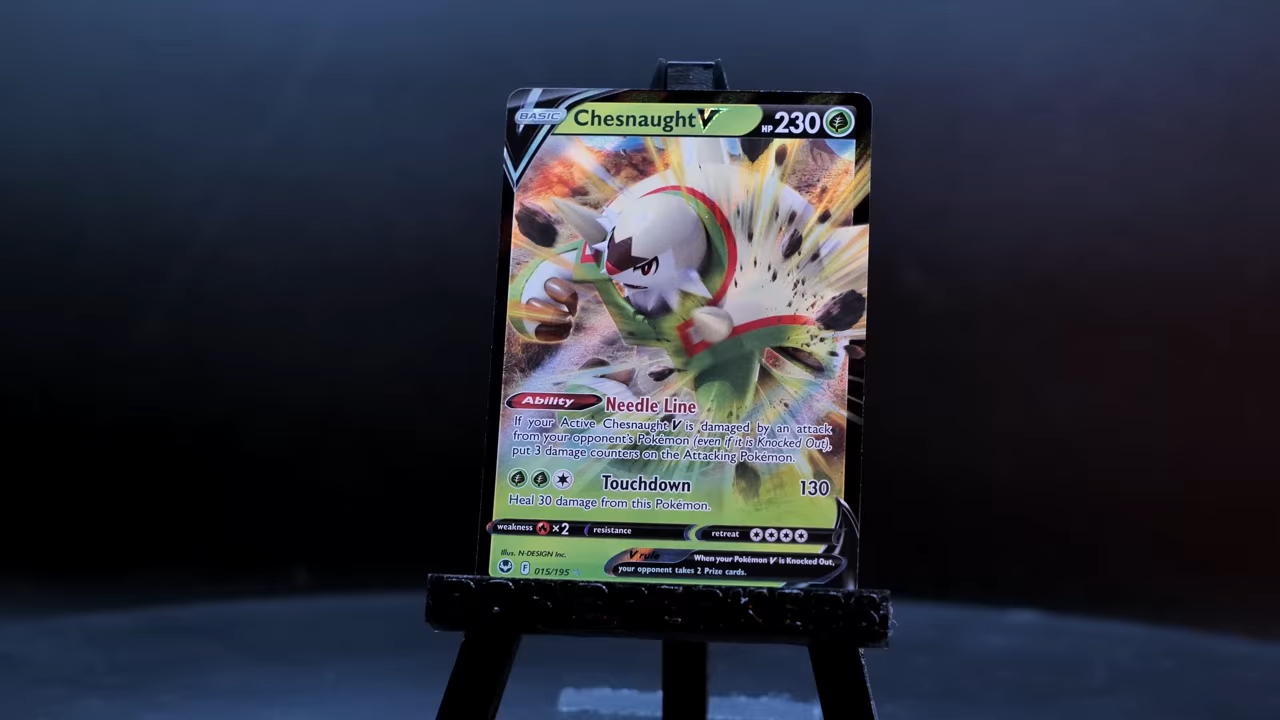 BASIC Chesnaught V HP 230
Ability Needle Line
If your Active Chesnaught V is damaged by an attack
from your opponent's Pokémon (even if it is Knocked Out),
put 3 damage counters on the Attacking Pokémon.
Touchdown 130
Heal 30 damage from this Pokémon.
weakness ×2 resistance retreat
Illus. N-DESIGN Inc.
V rule When your Pokémon V is Knocked Out,
your opponent takes 2 Prize cards.
F 015/195